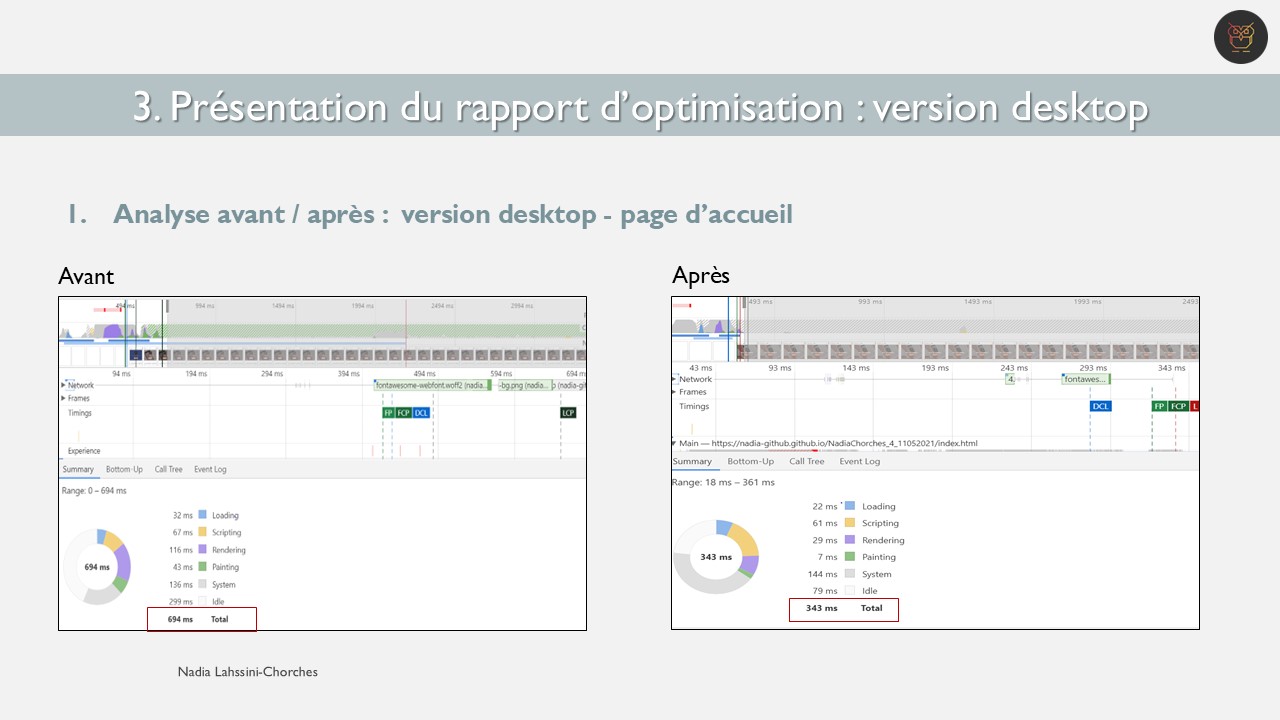 3. Présentation du rapport d’optimisation : version desktop
1. Analyse avant / après : version desktop - page d’accueil
Avant
494 ms 994 ms 1494 ms 1994 ms 2494 ms 2994 ms
94 ms 194 ms 294 ms 394 ms 494 ms 594 ms 694 m
Network fontawesome-webfont.woff2 (nadia... -bg.png (nadia... (nadia-gi
Frames
Timings FP FCP DCL LCP
Experience
Summary Bottom-Up Call Tree Event Log
Range: 0 – 694 ms
32 ms Loading
67 ms Scripting
116 ms Rendering
694 ms
43 ms Painting
136 ms System
299 ms Idle
694 ms Total
Après
493 ms 993 ms 1493 ms 1993 ms 2493
43 ms 93 ms 143 ms 193 ms 243 ms 293 ms 343 ms
Network 4. fontawes...
Frames
Timings DCL FP FCP L
Main — https://nadia-github.github.io/NadiaChorches_4_11052021/index.html
Summary Bottom-Up Call Tree Event Log
Range: 18 ms – 361 ms
22 ms Loading
61 ms Scripting
29 ms Rendering
343 ms
7 ms Painting
144 ms System
79 ms Idle
343 ms Total
Nadia Lahssini-Chorches